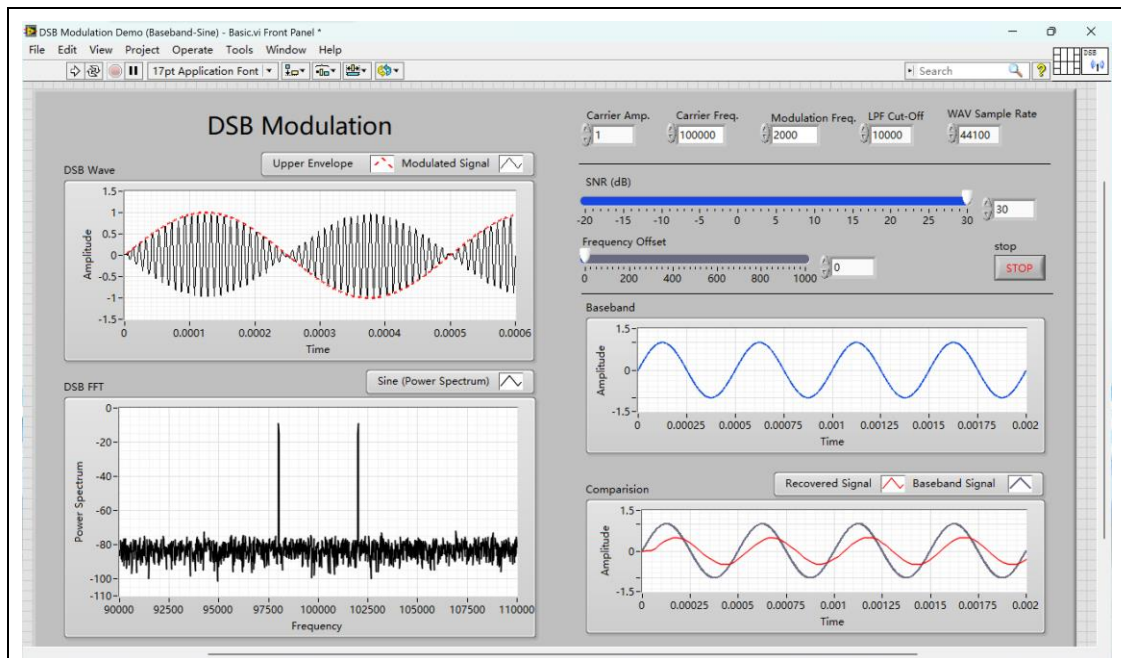 DSB Modulation Demo (Baseband-Sine) - Basic.vi Front Panel *
File Edit View Project Operate Tools Window Help
17pt Application Font
Search
DSB
DSB Modulation
Carrier Amp. Carrier Freq. Modulation Freq. LPF Cut-Off WAV Sample Rate
1 100000 2000 10000 44100
Upper Envelope Modulated Signal
DSB Wave
1.5
1
0.5
0
-0.5
-1
-1.5
Amplitude
0 0.0001 0.0002 0.0003 0.0004 0.0005 0.0006
Time
SNR (dB)
-20 -15 -10 -5 0 5 10 15 20 25 30
30
Frequency Offset
0 200 400 600 800 1000
0
stop
STOP
Baseband
1.5
0
-1.5
Amplitude
0 0.00025 0.0005 0.00075 0.001 0.00125 0.0015 0.00175 0.002
Time
Sine (Power Spectrum)
DSB FFT
0
-20
-40
-60
-80
-100
-110
Power Spectrum
90000 92500 95000 97500 100000 102500 105000 107500 110000
Frequency
Recovered Signal Baseband Signal
Comparision
1.5
0
-1.5
Amplitude
0 0.00025 0.0005 0.00075 0.001 0.00125 0.0015 0.00175 0.002
Time